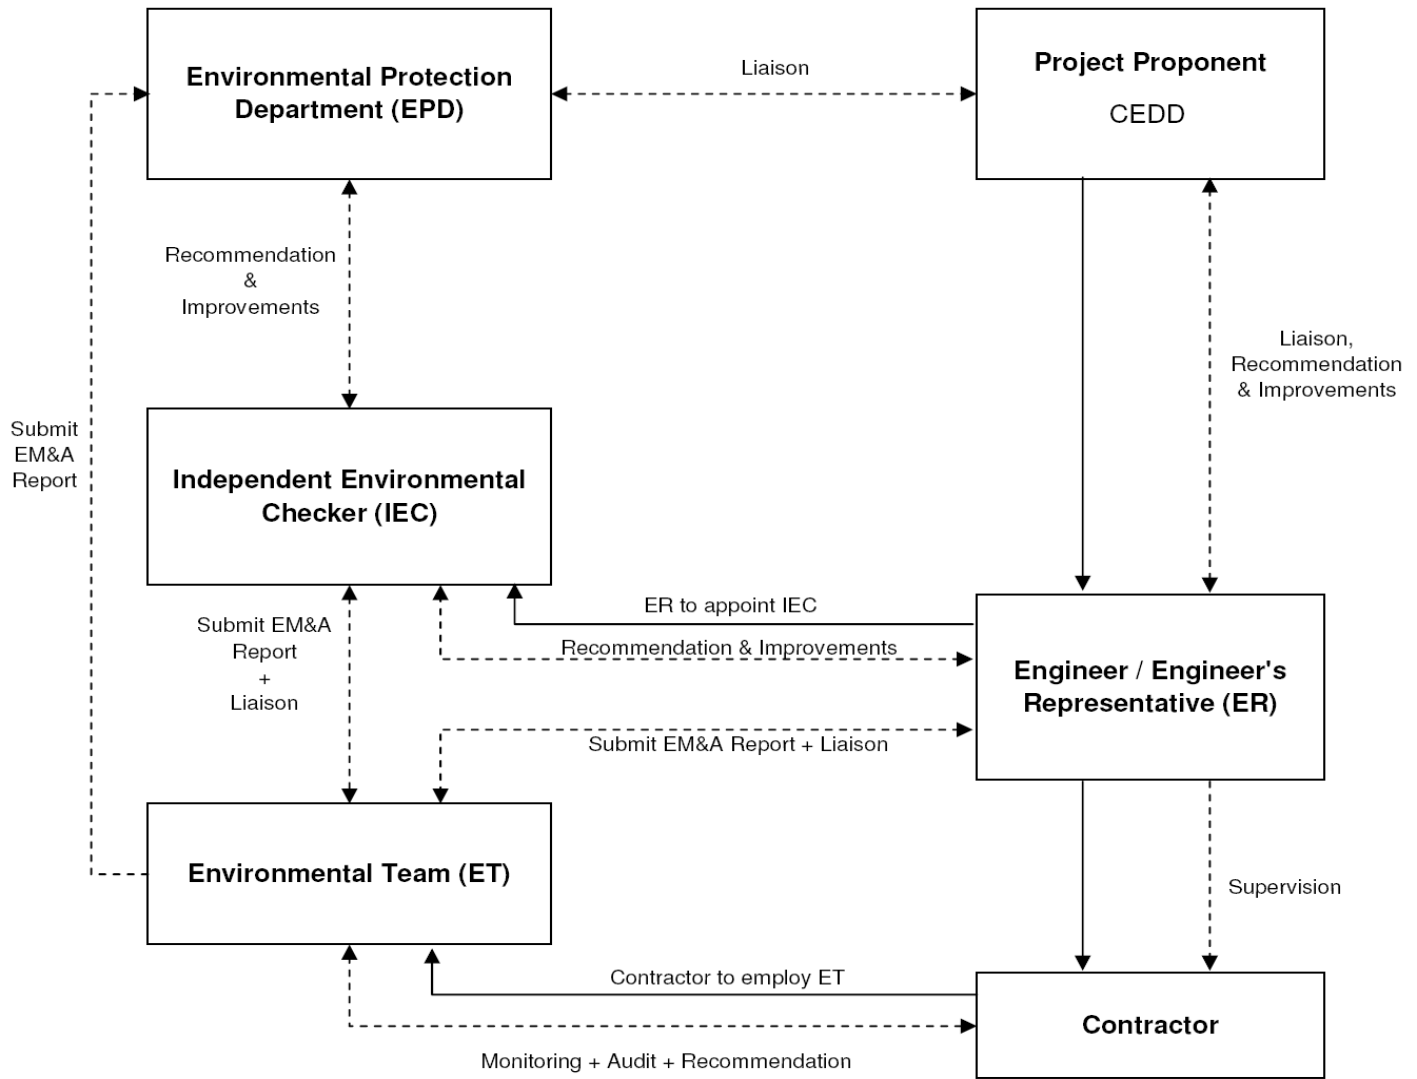 Environmental Protection
Department (EPD)
Liaison
Project Proponent
CEDD
Recommendation
&
Improvements
Liaison,
Recommendation
& Improvements
Submit
EM&A
Report
Independent Environmental
Checker (IEC)
ER to appoint IEC
Recommendation & Improvements
Submit EM&A
Report
+
Liaison
Engineer / Engineer's
Representative (ER)
Submit EM&A Report + Liaison
Environmental Team (ET)
Supervision
Contractor to employ ET
Contractor
Monitoring + Audit + Recommendation